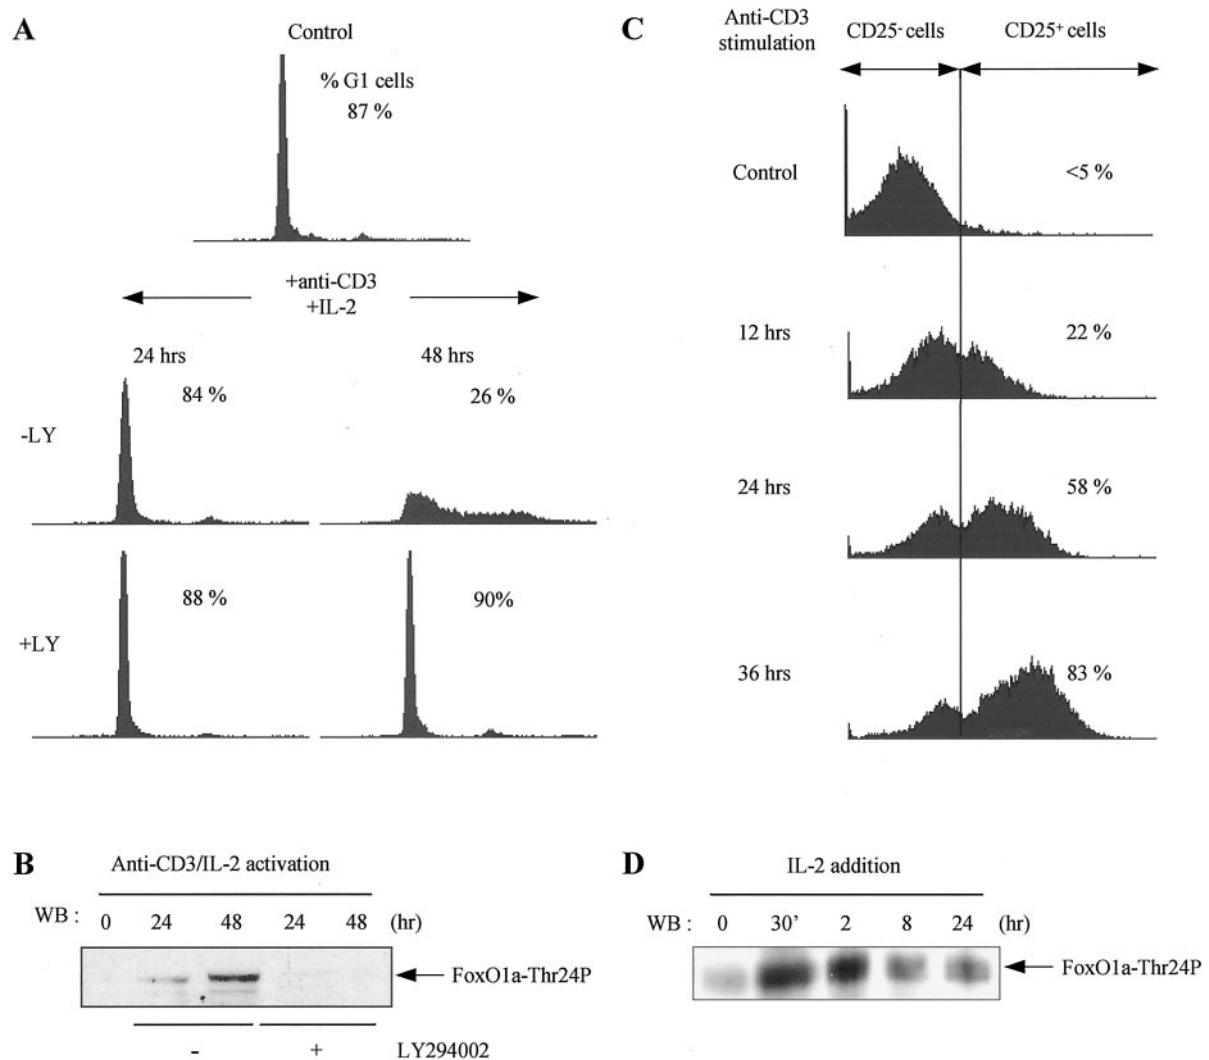 A
Control
% G1 cells
87 %
+anti-CD3
+IL-2
24 hrs
48 hrs
84 %
26 %
-LY
88 %
90%
+LY
C
Anti-CD3
stimulation
CD25- cells
CD25+ cells
Control
<5 %
12 hrs
22 %
24 hrs
58 %
36 hrs
83 %
B
Anti-CD3/IL-2 activation
WB : 0 24 48 24 48 (hr)
FoxO1a-Thr24P
- + LY294002
D
IL-2 addition
WB : 0 30' 2 8 24 (hr)
FoxO1a-Thr24P